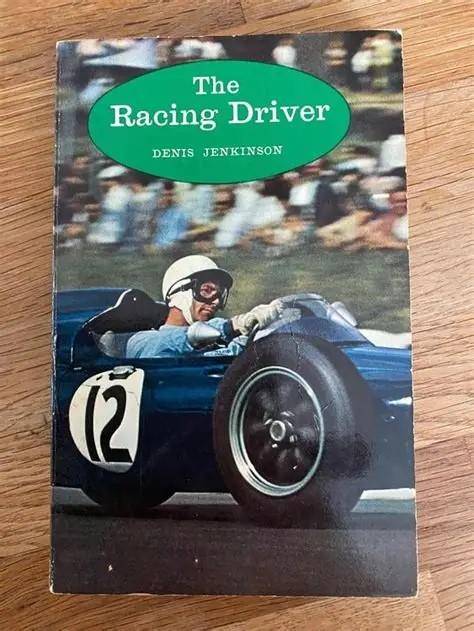 The
Racing Driver
DENIS JENKINSON
12